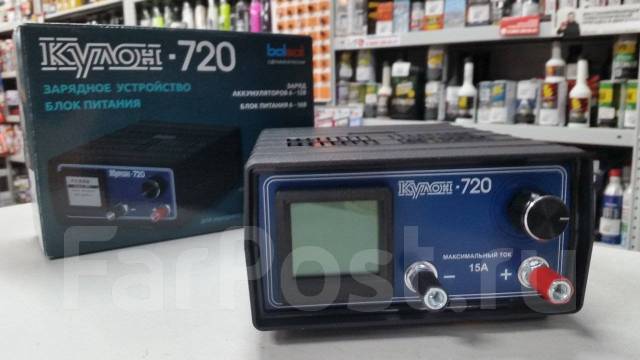 Кулон-720
ЗАРЯДНОЕ УСТРОЙСТВО
БЛОК ПИТАНИЯ
balsat
ЗАРЯД
АККУМУЛЯТОРОВ 6 - 12В
БЛОК ПИТАНИЯ 6 - 16В
Кулон-720
Кулон-720
МАКСИМАЛЬНЫЙ ТОК
15А
− +
FarPost.ru